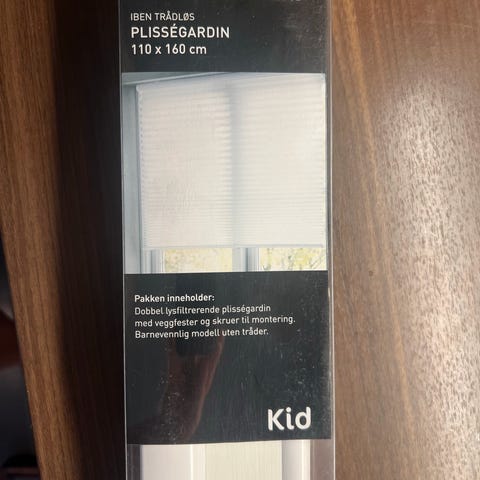 IBEN TRÅDLØS
PLISSÉGARDIN
110 x 160 cm
Pakken inneholder:
Dobbel lysfiltrerende plisségardin
med veggfester og skruer til montering.
Barnevennlig modell uten tråder.
Kid